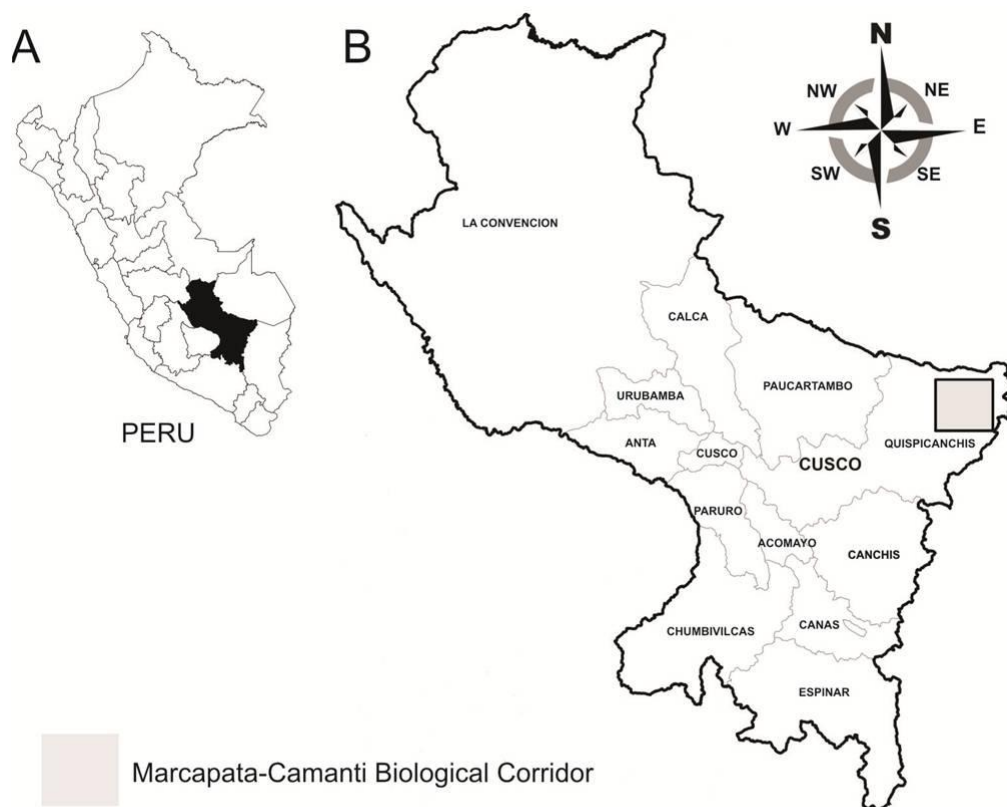 A
B
N
NW
NE
W
E
SW
SE
S
LA CONVENCION
CALCA
PAUCARTAMBO
URUBAMBA
ANTA
CUSCO
QUISPICANCHIS
CUSCO
PERU
PARURO
ACOMAYO
CANCHIS
CHUMBIVILCAS
CANAS
ESPINAR
Marcapata-Camanti Biological Corridor